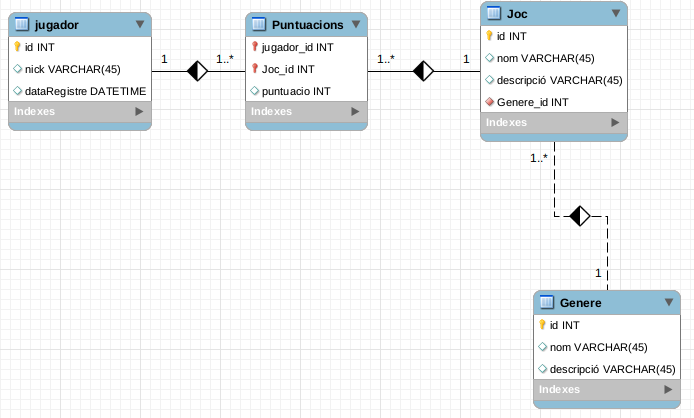 jugador
id INT
nick VARCHAR(45)
dataRegistre DATETIME
Indexes
1
1..*
Puntuacions
jugador_id INT
Joc_id INT
puntuacio INT
Indexes
1..*
1
Joc
id INT
nom VARCHAR(45)
descripció VARCHAR(45)
Genere_id INT
Indexes
1..*
1
Genere
id INT
nom VARCHAR(45)
descripció VARCHAR(45)
Indexes